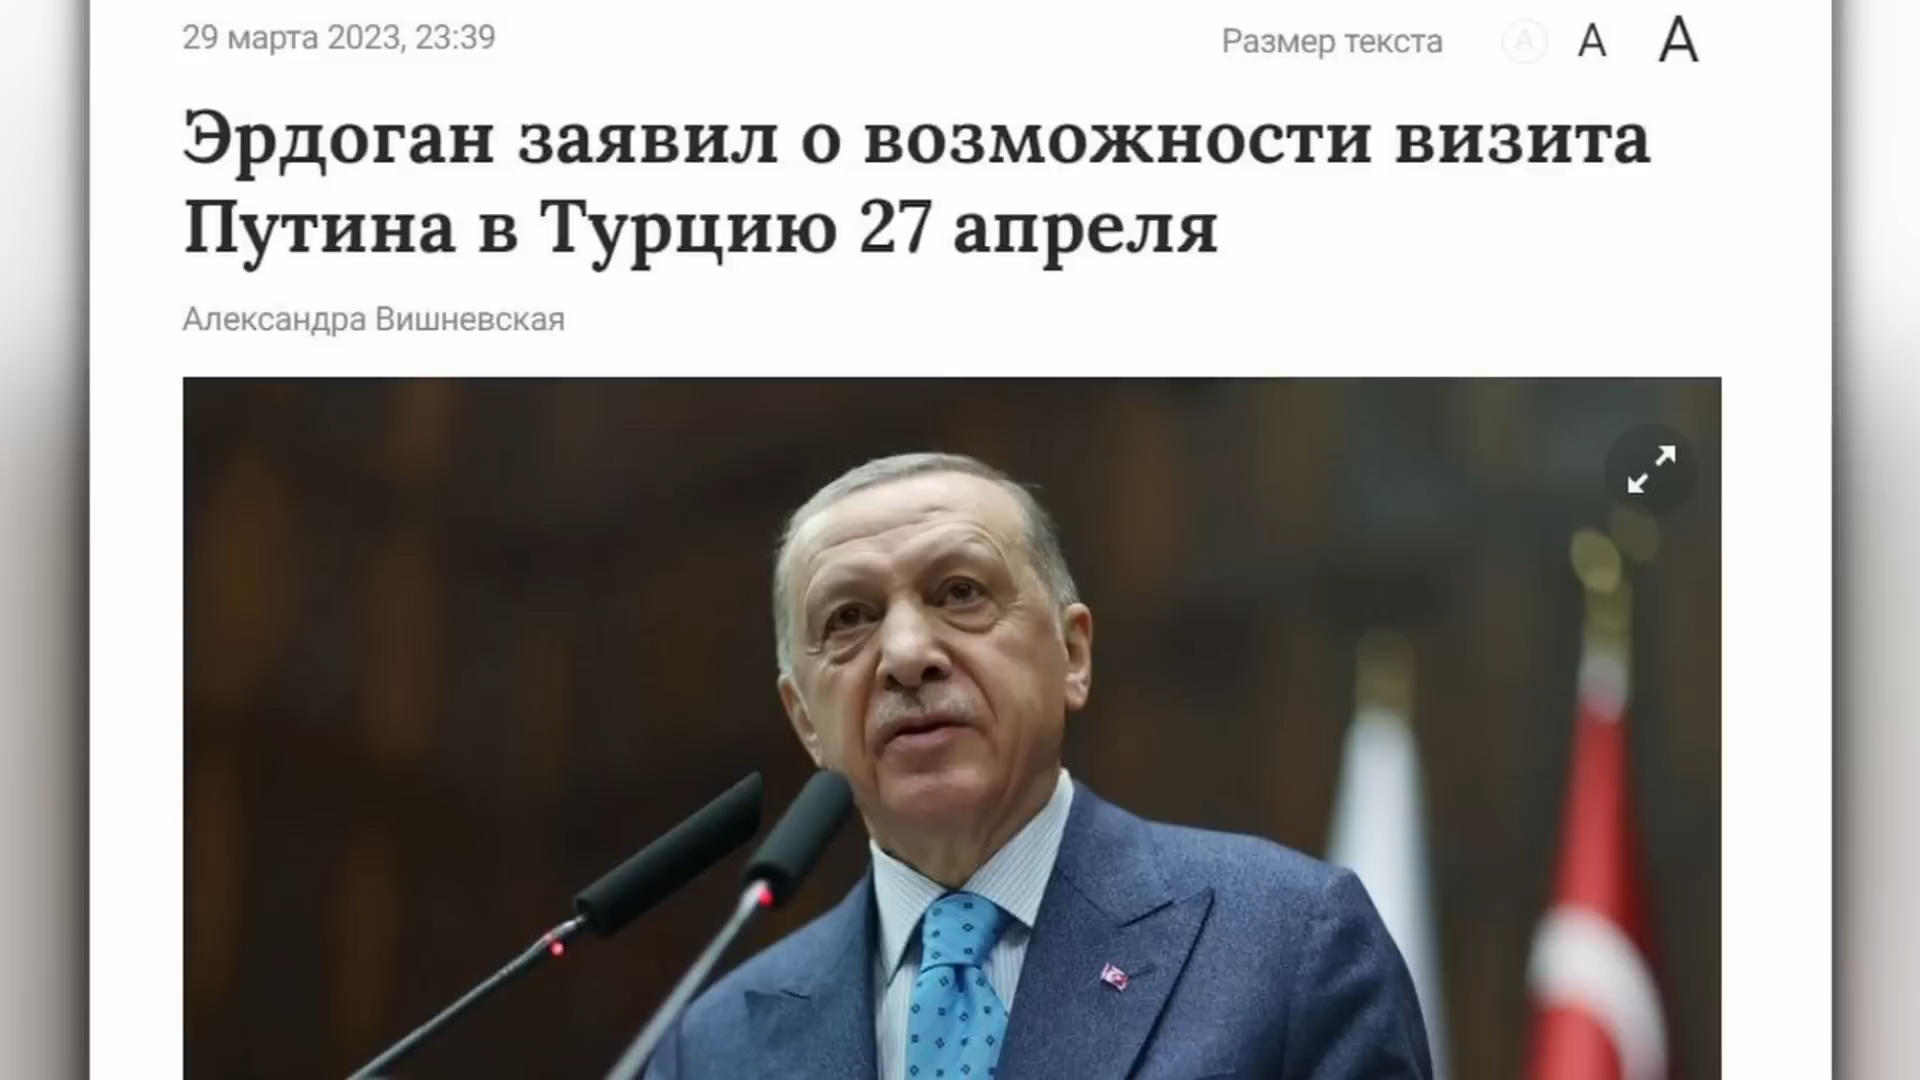 29 марта 2023, 23:39
Размер текста A A A
Эрдоган заявил о возможности визита
Путина в Турцию 27 апреля
Александра Вишневская